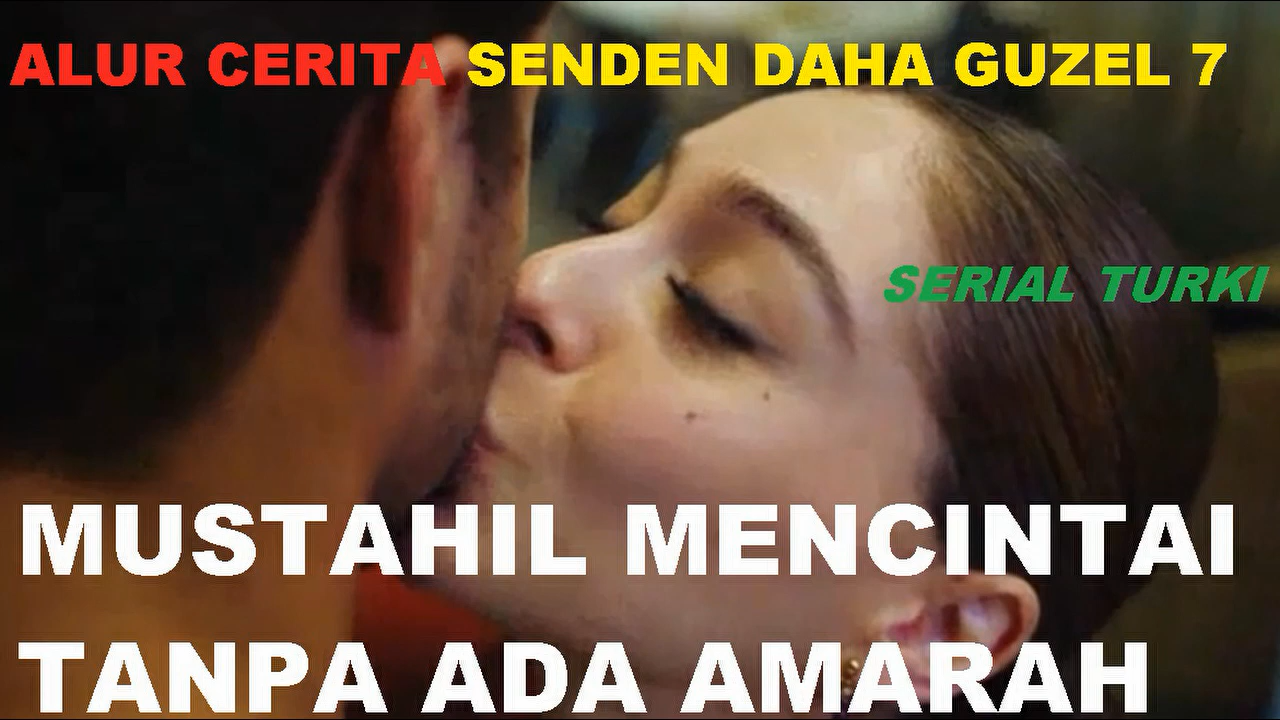 ALUR CERITA SENDEN DAHA GUZEL 7
SERIAL TURKI
MUSTAHIL MENCINTAI
TANPA ADA AMARAH